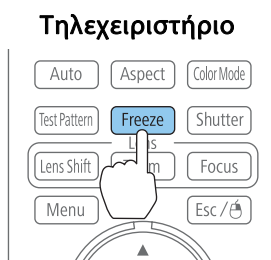 Τηλεχειριστήριο
Auto Aspect Color Mode
Test Pattern Freeze Shutter
Lens Shift Focus
Menu Esc /